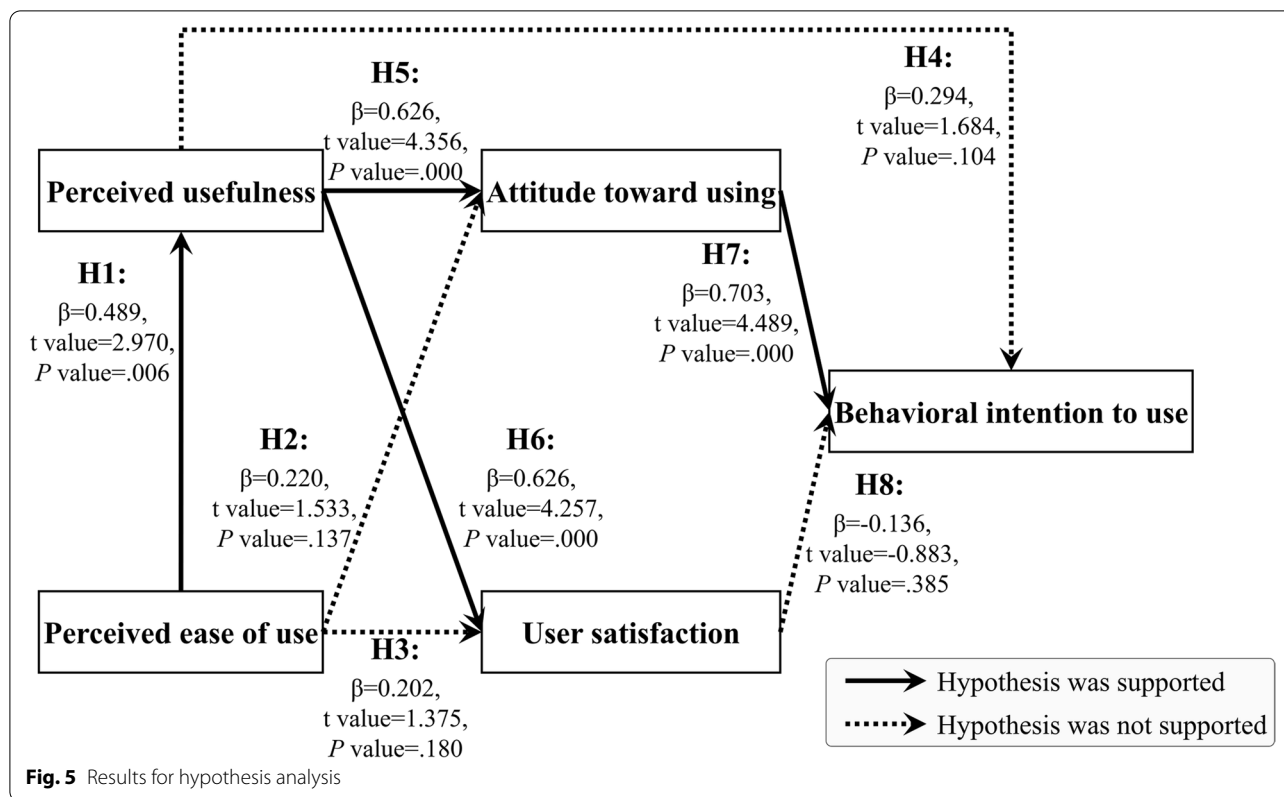 H5:
β=0.626,
t value=4.356,
P value=.000
H4:
β=0.294,
t value=1.684,
P value=.104
Perceived usefulness
Attitude toward using
H1:
β=0.489,
t value=2.970,
P value=.006
H7:
β=0.703,
t value=4.489,
P value=.000
Behavioral intention to use
H2:
β=0.220,
t value=1.533,
P value=.137
H6:
β=0.626,
t value=4.257,
P value=.000
H8:
β=-0.136,
t value=-0.883,
P value=.385
Perceived ease of use
User satisfaction
H3:
β=0.202,
t value=1.375,
P value=.180
Hypothesis was supported
Hypothesis was not supported
Fig. 5 Results for hypothesis analysis